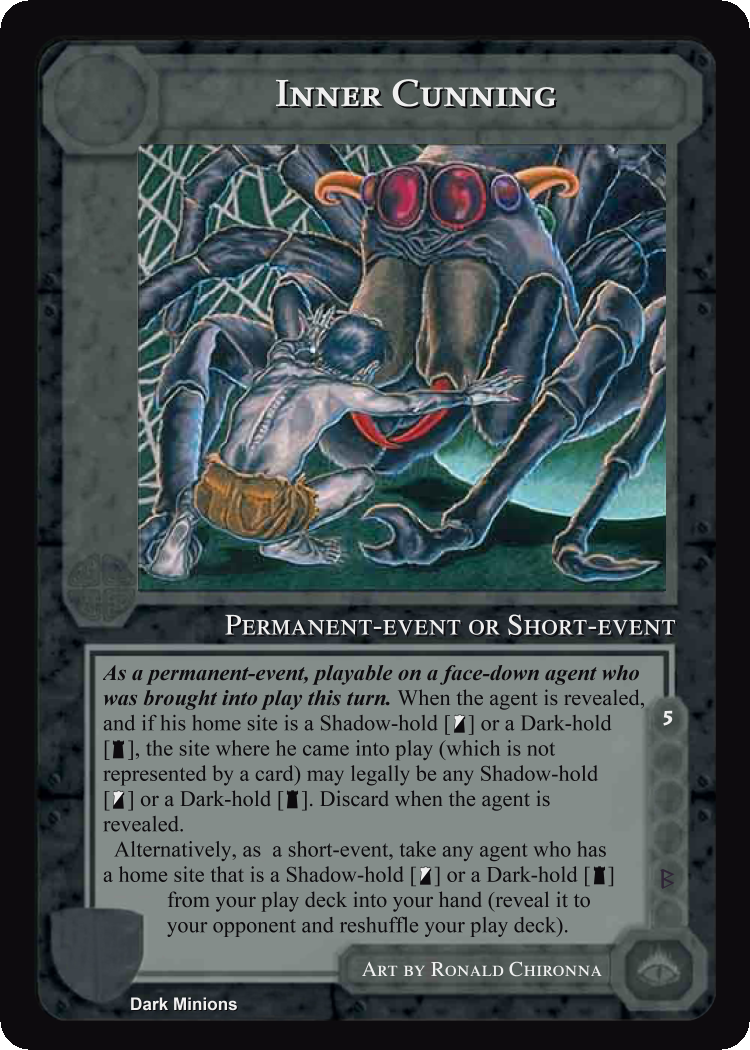 Inner Cunning
Permanent-event or Short-event
As a permanent-event, playable on a face-down agent who
was brought into play this turn. When the agent is revealed,
and if his home site is a Shadow-hold [ ] or a Dark-hold
[ ], the site where he came into play (which is not
represented by a card) may legally be any Shadow-hold
[ ] or a Dark-hold [ ]. Discard when the agent is
revealed.
Alternatively, as a short-event, take any agent who has
a home site that is a Shadow-hold [ ] or a Dark-hold [ ]
from your play deck into your hand (reveal it to
your opponent and reshuffle your play deck).
5
Art by Ronald Chironna
Dark Minions